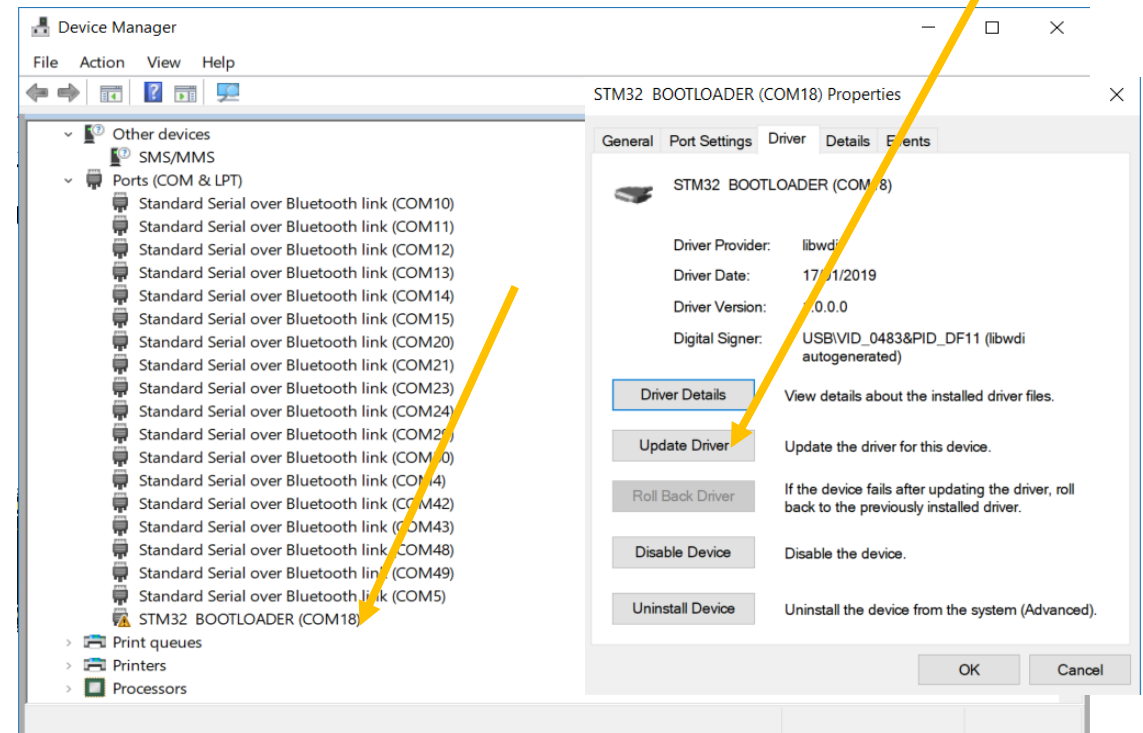 Device Manager
File Action View Help
Other devices
SMS/MMS
Ports (COM & LPT)
Standard Serial over Bluetooth link (COM10)
Standard Serial over Bluetooth link (COM11)
Standard Serial over Bluetooth link (COM12)
Standard Serial over Bluetooth link (COM13)
Standard Serial over Bluetooth link (COM14)
Standard Serial over Bluetooth link (COM15)
Standard Serial over Bluetooth link (COM20)
Standard Serial over Bluetooth link (COM21)
Standard Serial over Bluetooth link (COM23)
Standard Serial over Bluetooth link (COM24)
Standard Serial over Bluetooth link
Standard Serial over Bluetooth link
Standard Serial over Bluetooth link (COM4)
Standard Serial over Bluetooth link (COM42)
Standard Serial over Bluetooth link (COM43)
Standard Serial over Bluetooth link (COM48)
Standard Serial over Bluetooth link (COM49)
Standard Serial over Bluetooth link (COM5)
STM32 BOOTLOADER (COM18)
Print queues
Printers
Processors
STM32 BOOTLOADER (COM18) Properties
General Port Settings Driver Details Events
STM32 BOOTLOADER (COM18)
Driver Provider: libwdi
Driver Date: 17/01/2019
Driver Version:
Digital Signer: USB\VID_0483&PID_DF11 (libwdi
autogenerated)
Driver Details View details about the installed driver files.
Update Driver Update the driver for this device.
Roll Back Driver If the device fails after updating the driver, roll
back to the previously installed driver.
Disable Device Disable the device.
Uninstall Device Uninstall the device from the system (Advanced).
OK Cancel